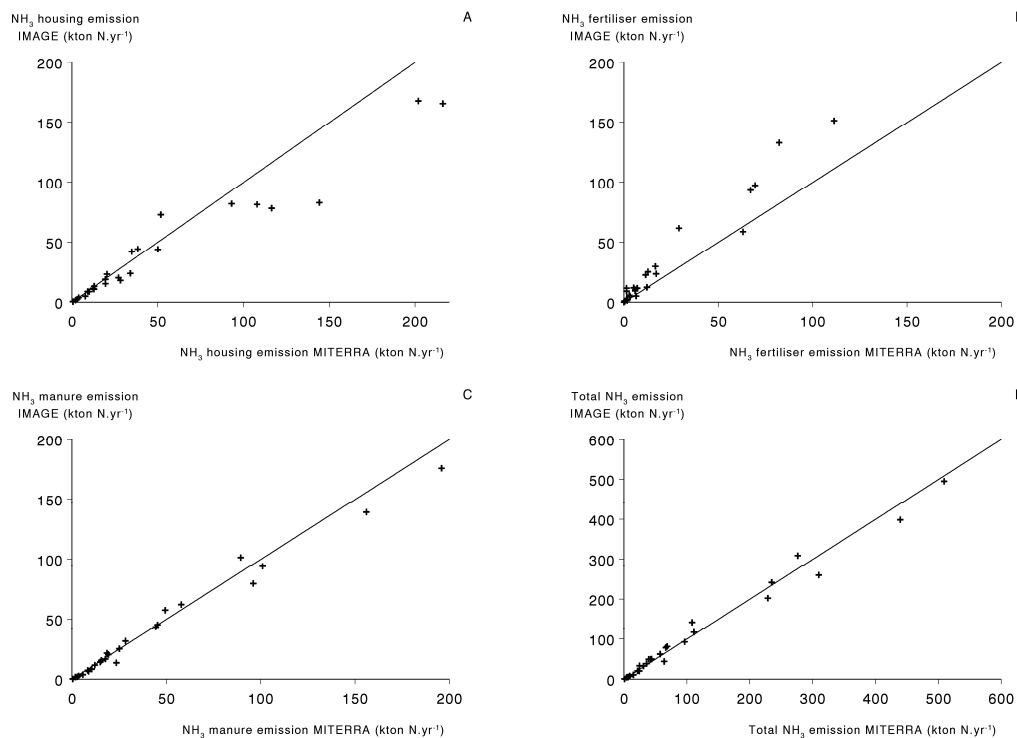 NH₃ housing emission
IMAGE (kton N.yr⁻¹)
A
200
150
100
50
0
0 50 100 150 200
NH₃ housing emission MITERRA (kton N.yr⁻¹)
NH₃ fertiliser emission
IMAGE (kton N.yr⁻¹)
200
150
100
50
0
0 50 100 150 200
NH₃ fertiliser emission MITERRA (kton N.yr⁻¹)
NH₃ manure emission
IMAGE (kton N.yr⁻¹)
C
200
150
100
50
0
0 50 100 150 200
NH₃ manure emission MITERRA (kton N.yr⁻¹)
Total NH₃ emission
IMAGE (kton N.yr⁻¹)
600
500
400
300
200
100
0
0 100 200 300 400 500 600
Total NH₃ emission MITERRA (kton N.yr⁻¹)